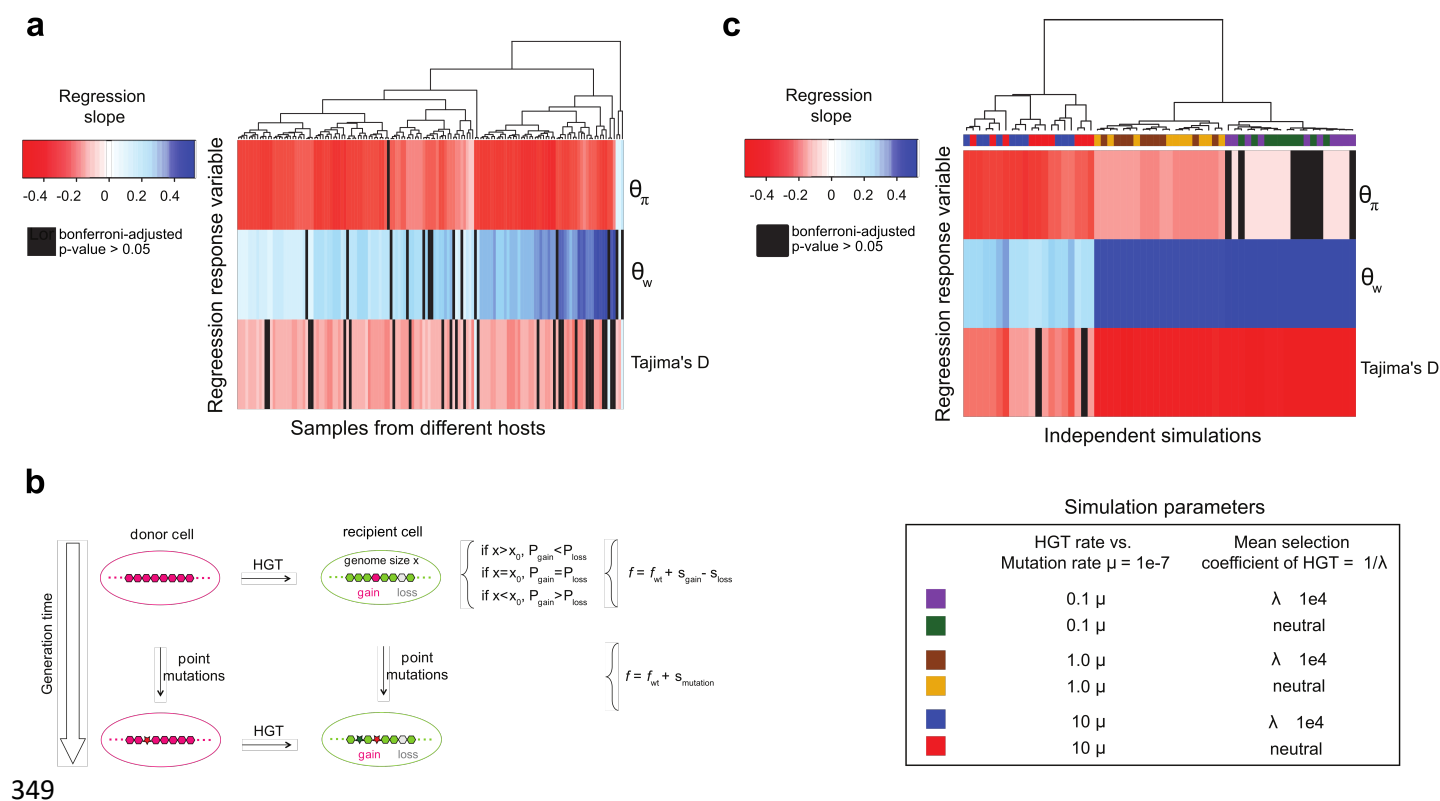 a
Regression
slope
-0.4 -0.2 0 0.2 0.4
bonferroni-adjusted
p-value > 0.05
Regreession response variable
θπ
θw
Tajima's D
Samples from different hosts
c
Regression
slope
-0.4 -0.2 0 0.2 0.4
bonferroni-adjusted
p-value > 0.05
Regreession response variable
θπ
θw
Tajima's D
Independent simulations
b
Generation time
donor cell
HGT
recipient cell
genome size x
gain loss
if x>x0, Pgain<Ploss
if x=x0, Pgain=Ploss
if x<x0, Pgain>Ploss
f = fwt + sgain- sloss
point
mutations
point
mutations
f = fwt + smutation
HGT
gain loss
Simulation parameters
HGT rate vs.
Mutation rate μ = 1e-7
Mean selection
coefficient of HGT = 1/λ
0.1 μ λ 1e4
0.1 μ neutral
1.0 μ λ 1e4
1.0 μ neutral
10 μ λ 1e4
10 μ neutral
349